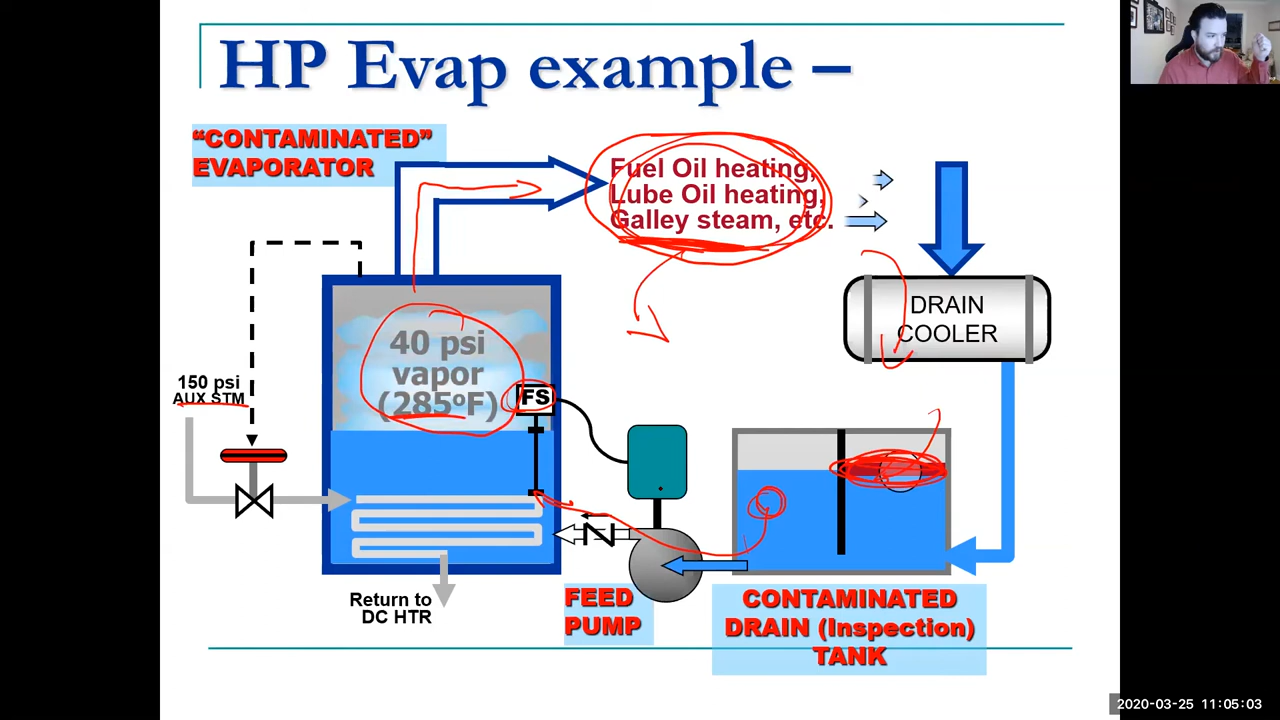 HP Evap example –
“CONTAMINATED”
EVAPORATOR
Fuel Oil heating,
Lube Oil heating,
Galley steam, etc.
DRAIN
COOLER
40 psi
vapor
(285ºF)
FS
150 psi
AUX STM
Return to
DC HTR
FEED
PUMP
CONTAMINATED
DRAIN (Inspection)
TANK
2020-03-25 11:05:03